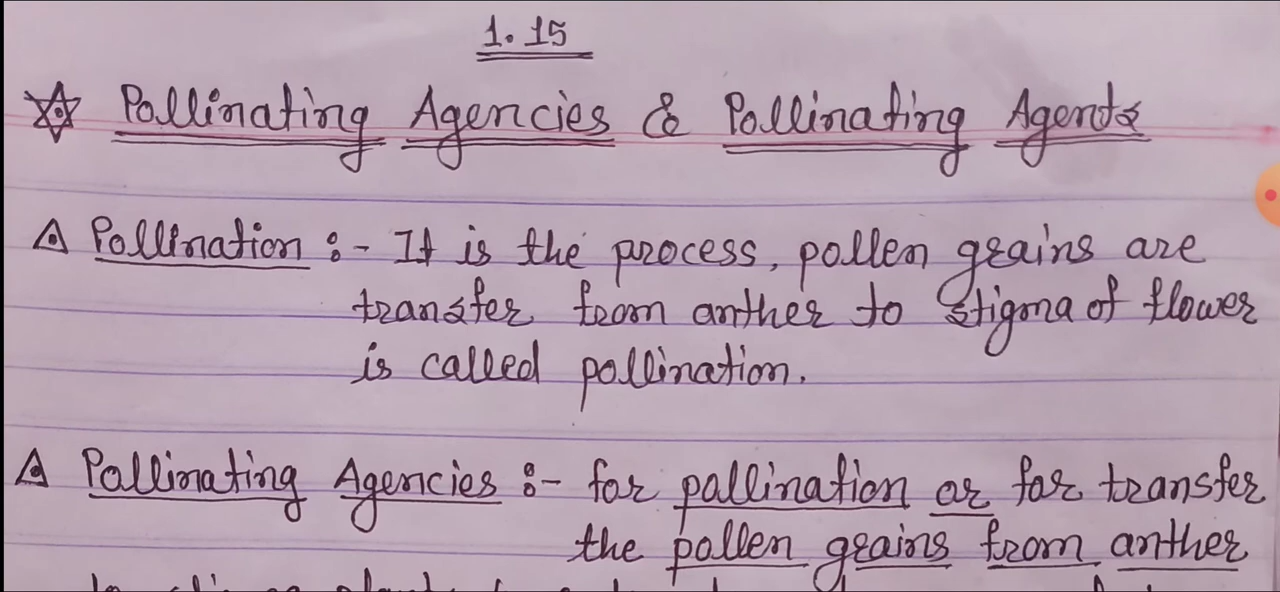 1.15
Pollinating Agencies & Pollinating Agents
Pollination :- It is the process, pollen grains are
transfer from anther to stigma of flower
is called pollination.
Pollinating Agencies :- for pollination or for transfer
the pollen grains from anther